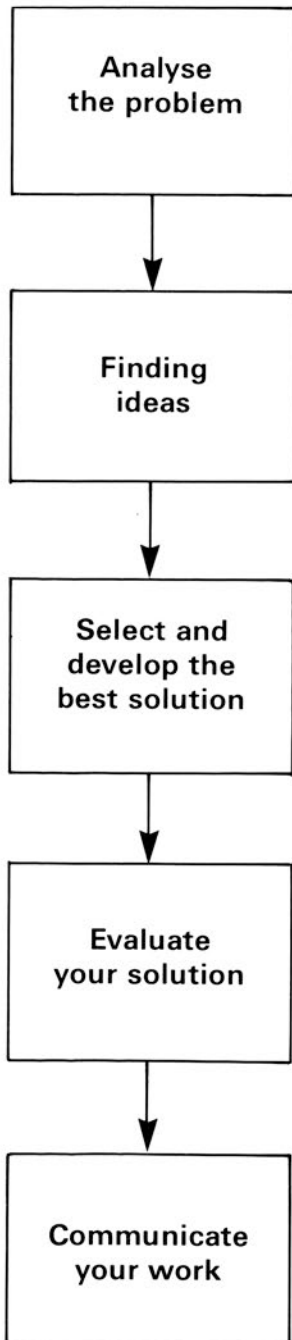 Analyse
the problem
Finding
ideas
Select and
develop the
best solution
Evaluate
your solution
Communicate
your work